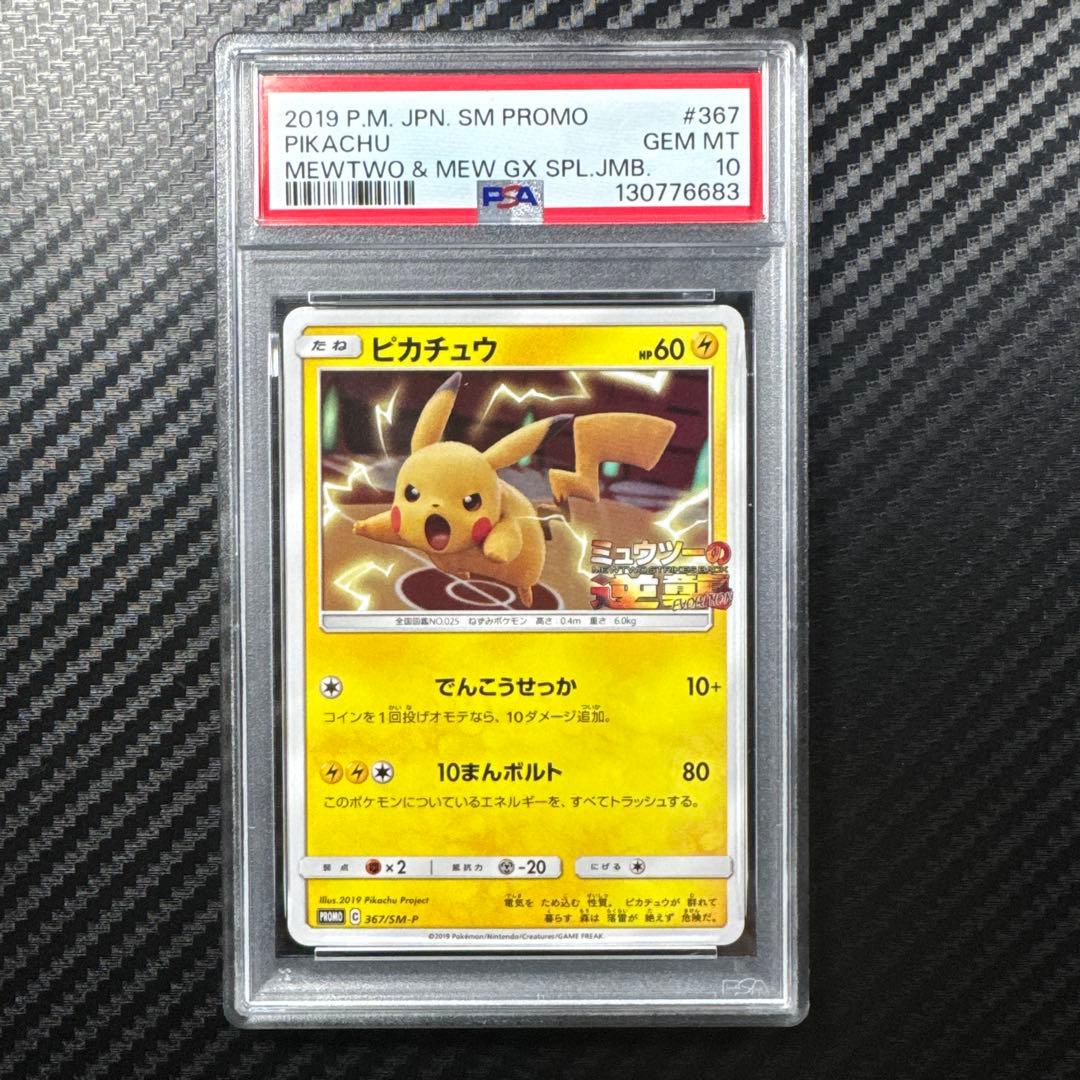 2019 P.M. JPN. SM PROMO #367
PIKACHU GEM MT
MEWTWO & MEW GX SPL.JMB. 10
PSA 130776683
たね ピカチュウ HP60
ミュウツーの
MEWTWO STRIKES BACK
逆襲
EVOLUTION
全国図鑑NO.025 ねずみポケモン 高さ:0.4m 重さ:6.0kg
でんこうせっか 10+
コインを1回投げオモテなら、10ダメージ追加。
10まんボルト 80
このポケモンについているエネルギーを、すべてトラッシュする。
弱点 ×2 抵抗力 -20 にげる
Illus.2019 Pikachu Project
電気を ため込む 性質。 ピカチュウが 群れて
暮らす 森は 落雷が 絶えず 危険だ。
PROMO C 367/SM-P
©2019 Pokémon/Nintendo/Creatures/GAME FREAK.
PSA